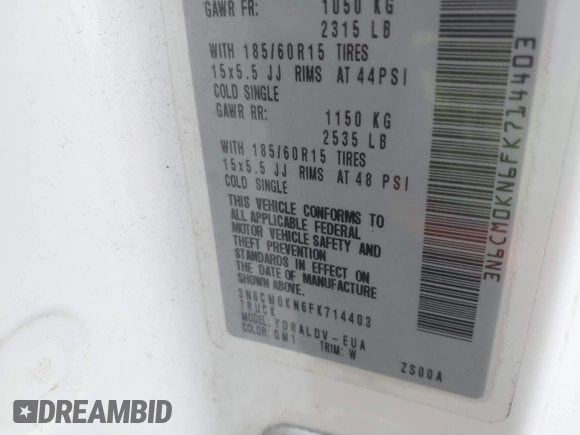 GAWR FR: 1050 KG
2315 LB
WITH 185/60R15 TIRES
15x5.5 JJ RIMS AT 44PSI
COLD SINGLE
GAWR RR: 1150 KG
2535 LB
WITH 185/60R15 TIRES
15x5.5 JJ RIMS AT 48 PSI
COLD SINGLE
THIS VEHICLE CONFORMS TO
ALL APPLICABLE FEDERAL
MOTOR VEHICLE SAFETY AND
THEFT PREVENTION
STANDARDS IN EFFECT ON
THE DATE OF MANUFACTURE
SHOWN ABOVE.
3N6CM0KN6FK714403
TRUCK
MODEL: YDRALDV-EUA
COLOR: QM1 TRIM: W
ZS00A
3N6CM0KN6FK714403
DREAMBID